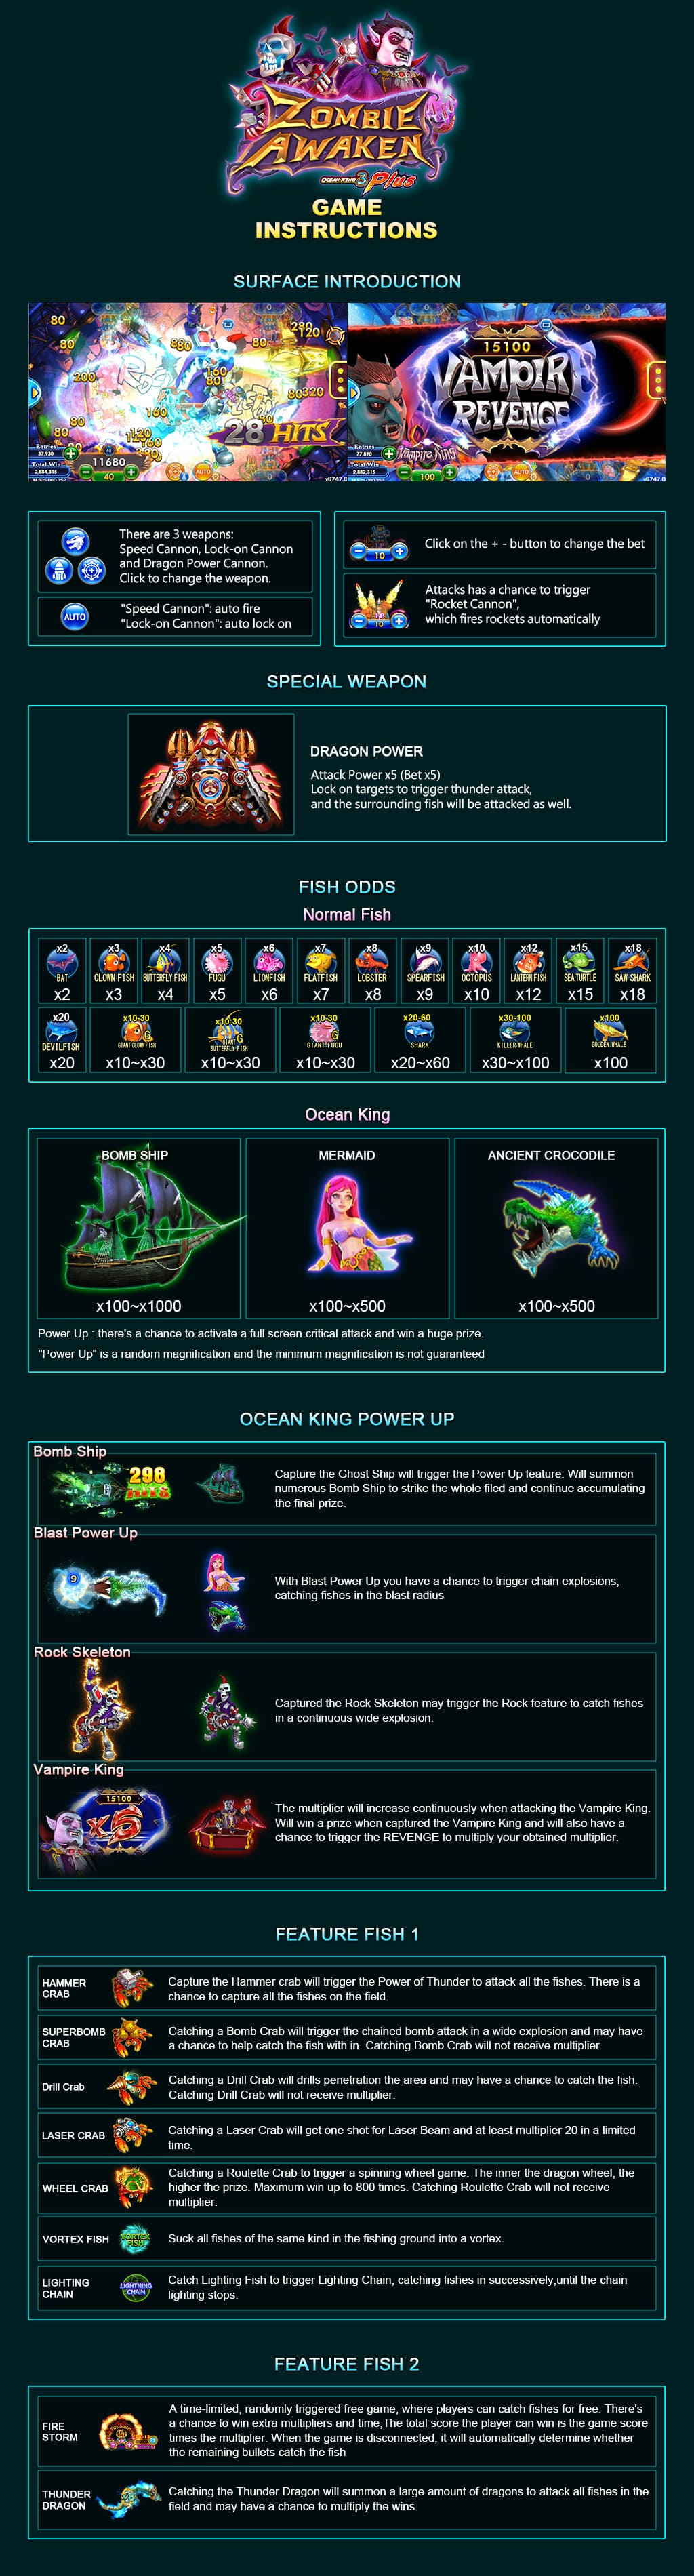 ZOMBIE
AWAKEN
OCEAN KING 3 Plus
GAME
INSTRUCTIONS
SURFACE INTRODUCTION
80
80
200
80
80
160
80
28 HITS
Entries
37,930
Total Win
2,884,315
11680
40
AUTO
15100
VAMPIR
REVENGE
Vampire King
Entries
77,890
Total Win
2,882,315
100
AUTO
There are 3 weapons:
Speed Cannon, Lock-on Cannon
and Dragon Power Cannon.
Click to change the weapon.
AUTO
"Speed Cannon": auto fire
"Lock-on Cannon": auto lock on
10
Click on the + - button to change the bet
10
Attacks has a chance to trigger
"Rocket Cannon",
which fires rockets automatically
SPECIAL WEAPON
DRAGON POWER
Attack Power x5 (Bet x5)
Lock on targets to trigger thunder attack,
and the surrounding fish will be attacked as well.
FISH ODDS
Normal Fish
x2 x3 x4 x5 x6 x7 x8 x9 x10 x12 x15 x18
BAT CLOWN FISH BUTTERFLY FISH FUGU LIONFISH FLATFISH LOBSTER SPEARFISH OCTOPUS LANTERN FISH SEA TURTLE SAW SHARK
x2 x3 x4 x5 x6 x7 x8 x9 x10 x12 x15 x18
x20 x10-30 x10-30 x10-30 x20-60 x30-100 x100
DEVILFISH GIANT CLOWN FISH GIANT BUTTERFLY FISH GIANT FUGU SHARK KILLER WHALE GOLDEN WHALE
x20 x10~x30 x10~x30 x10~x30 x20~x60 x30~x100 x100
Ocean King
BOMB SHIP MERMAID ANCIENT CROCODILE
x100~x1000 x100~x500 x100~x500
Power Up : there's a chance to activate a full screen critical attack and win a huge prize.
"Power Up" is a random magnification and the minimum magnification is not guaranteed
OCEAN KING POWER UP
Bomb Ship
298
HITS
Capture the Ghost Ship will trigger the Power Up feature. Will summon
numerous Bomb Ship to strike the whole filed and continue accumulating
the final prize.
Blast Power Up
9
With Blast Power Up you have a chance to trigger chain explosions,
catching fishes in the blast radius
Rock Skeleton
Captured the Rock Skeleton may trigger the Rock feature to catch fishes
in a continuous wide explosion.
Vampire King
15100
x5
The multiplier will increase continuously when attacking the Vampire King.
Will win a prize when captured the Vampire King and will also have a
chance to trigger the REVENGE to multiply your obtained multiplier.
FEATURE FISH 1
HAMMER
CRAB
Capture the Hammer crab will trigger the Power of Thunder to attack all the fishes. There is a
chance to capture all the fishes on the field.
SUPERBOMB
CRAB
Catching a Bomb Crab will trigger the chained bomb attack in a wide explosion and may have
a chance to help catch the fish with in. Catching Bomb Crab will not receive multiplier.
Drill Crab
Catching a Drill Crab will drills penetration the area and may have a chance to catch the fish.
Catching Drill Crab will not receive multiplier.
LASER CRAB
Catching a Laser Crab will get one shot for Laser Beam and at least multiplier 20 in a limited
time.
WHEEL CRAB
Catching a Roulette Crab to trigger a spinning wheel game. The inner the dragon wheel, the
higher the prize. Maximum win up to 800 times. Catching Roulette Crab will not receive
multiplier.
VORTEX FISH
VORTEX
FISH
Suck all fishes of the same kind in the fishing ground into a vortex.
LIGHTING
CHAIN
LIGHTNING
CHAIN
Catch Lighting Fish to trigger Lighting Chain, catching fishes in successively,until the chain
lighting stops.
FEATURE FISH 2
FIRE
STORM
A time-limited, randomly triggered free game, where players can catch fishes for free. There's
a chance to win extra multipliers and time;The total score the player can win is the game score
times the multiplier. When the game is disconnected, it will automatically determine whether
the remaining bullets catch the fish
THUNDER
DRAGON
Catching the Thunder Dragon will summon a large amount of dragons to attack all fishes in the
field and may have a chance to multiply the wins.